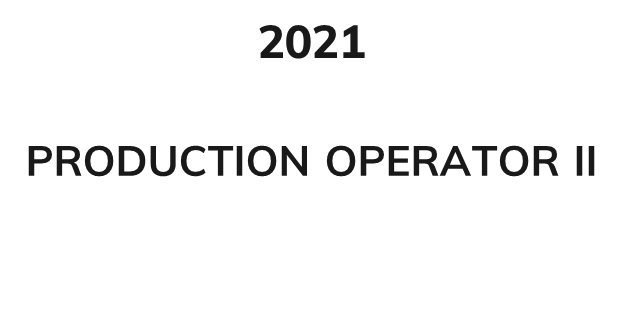 2021
PRODUCTION OPERATOR II